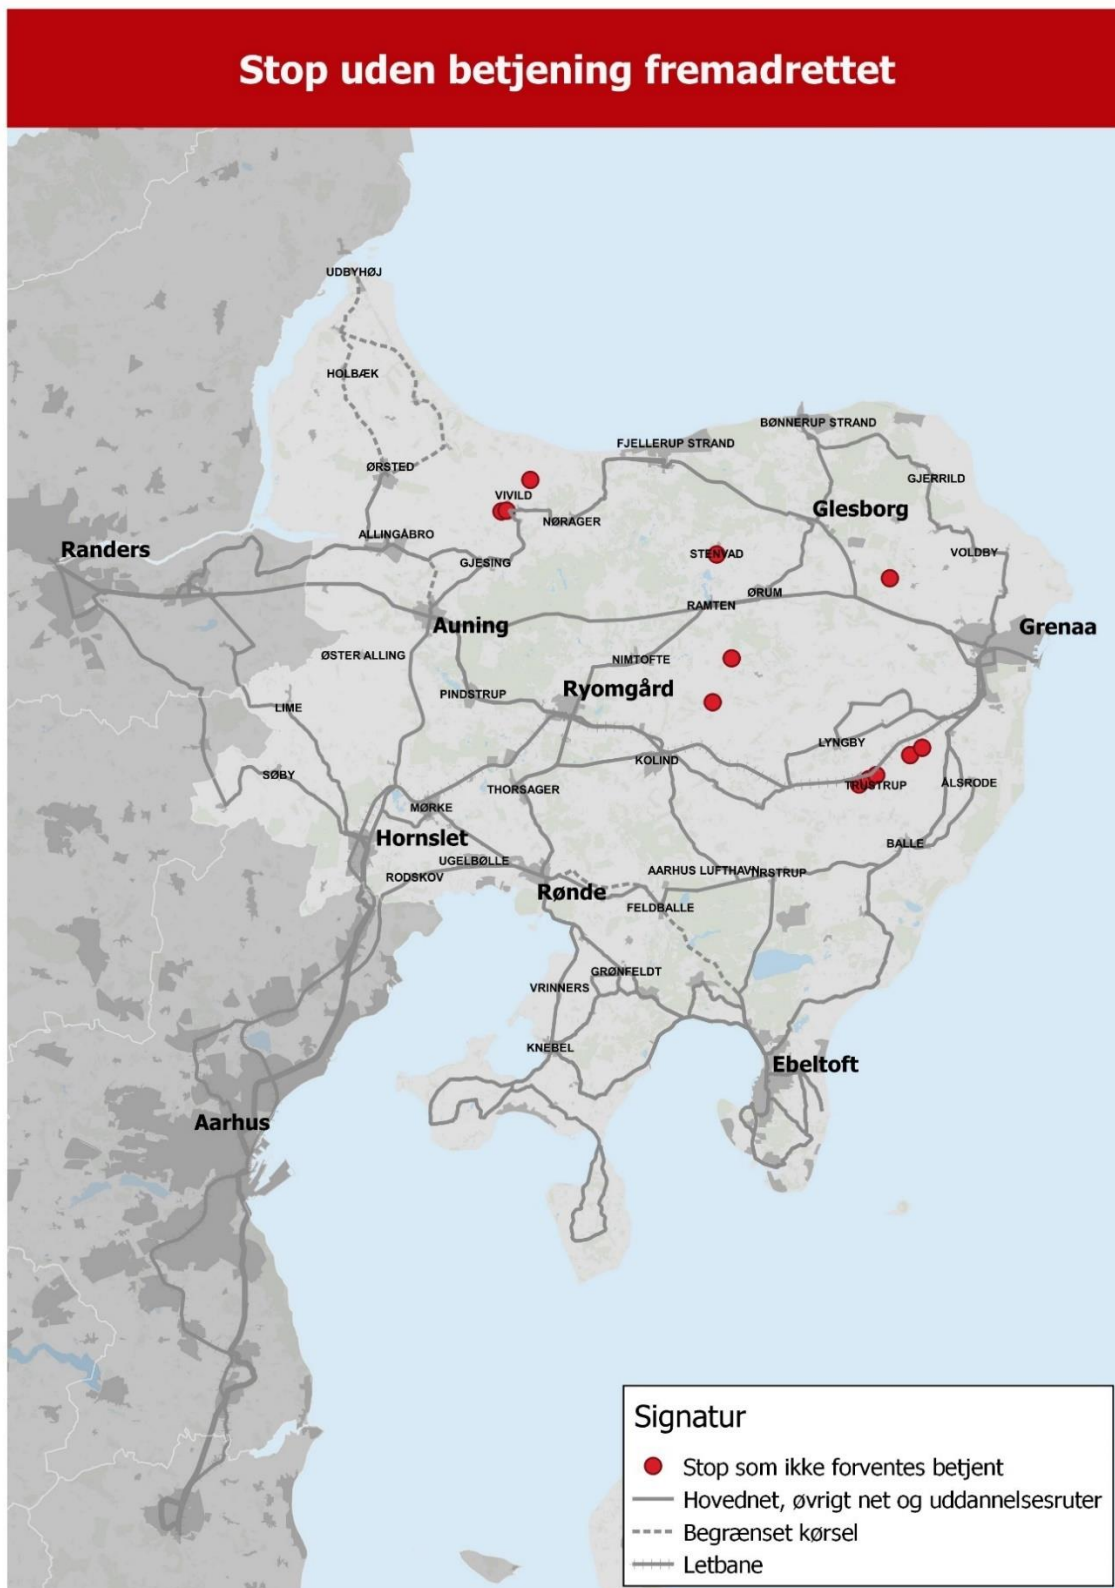 Stop uden betjening fremadrettet
UDBYHØJ
HOLBÆK
BØNNERUP STRAND
FJELLERUP STRAND
ØRSTED
GJERRILD
VIVILD
Glesborg
NØRAGER
ALLINGÅBRO
Randers
STENVAD
VOLDBY
GJESING
ØRUM
RAMTEN
Auning
Grenaa
ØSTER ALLING
NIMTOFTE
Ryomgård
PINDSTRUP
LIME
LYNGBY
KOLIND
SØBY
TRUSTRUP
ÅLSRODE
THORSAGER
MØRKE
Hornslet
BALLE
UGELBØLLE
AARHUS LUFTHAVN
TIRSTRUP
RODSKOV
Rønde
FELDBALLE
GRØNFELDT
VRINNERS
KNEBEL
Ebeltoft
Aarhus
Signatur
Stop som ikke forventes betjent
Hovednet, øvrigt net og uddannelsesruter
Begrænset kørsel
Letbane